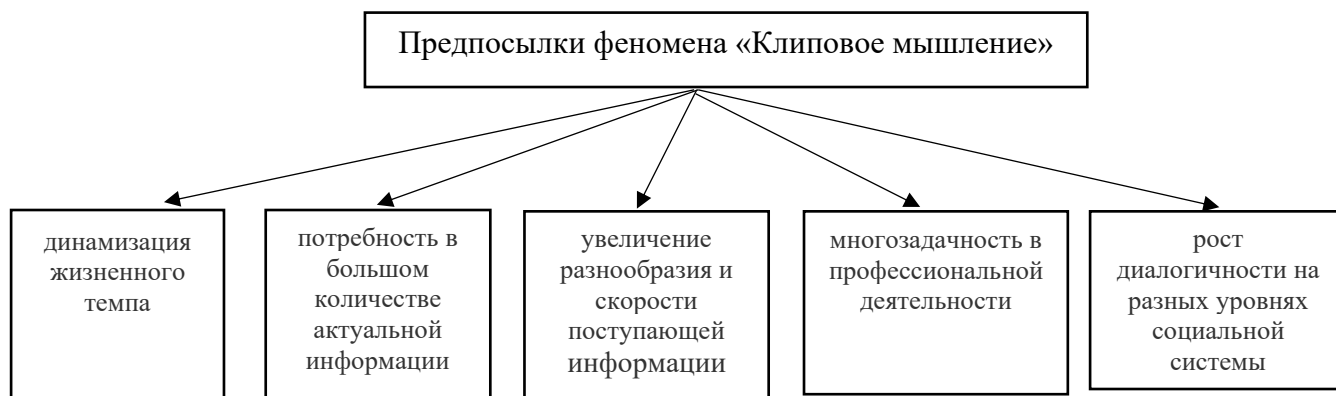 Предпосылки феномена «Клиповое мышление»
динамизация
жизненного
темпа
потребность в
большом
количестве
актуальной
информации
увеличение
разнообразия и
скорости
поступающей
информации
многозадачность в
профессиональной
деятельности
рост
диалогичности на
разных уровнях
социальной
системы